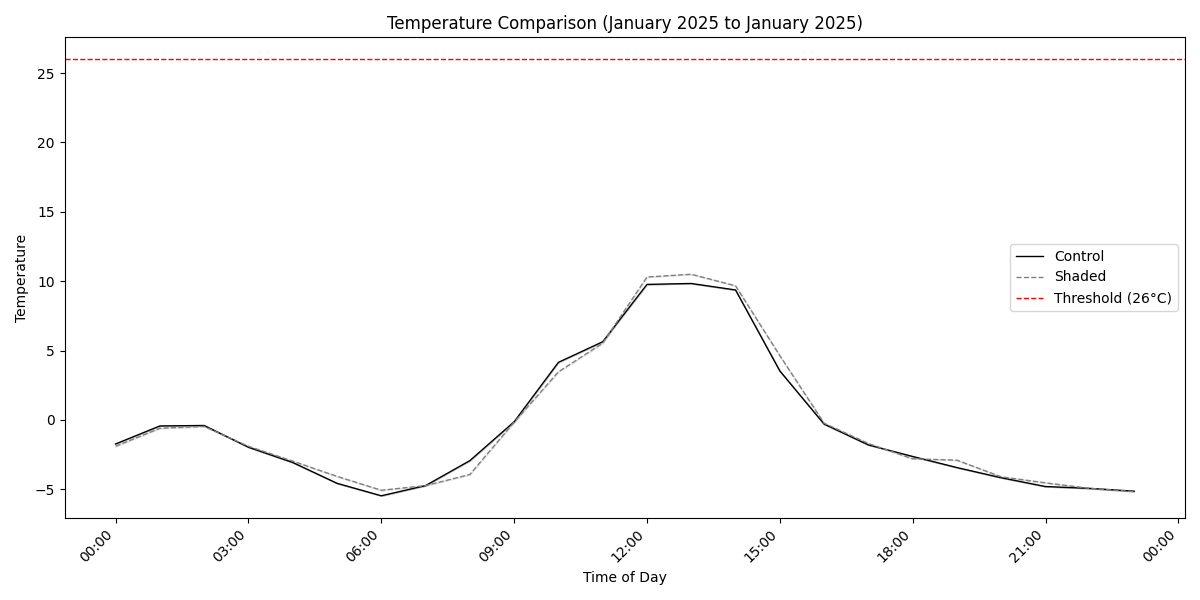 Temperature Comparison (January 2025 to January 2025)
Temperature
25
20
15
10
5
0
−5
Control
Shaded
Threshold (26°C)
00:00
03:00
06:00
09:00
12:00
15:00
18:00
21:00
00:00
Time of Day